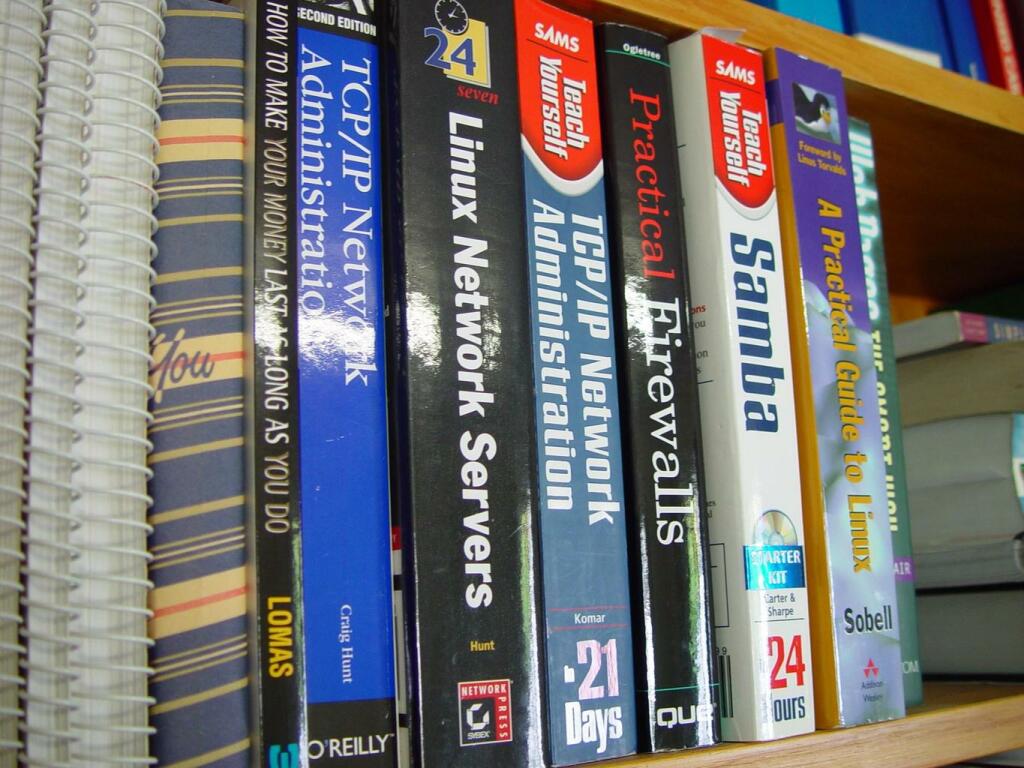 You
HOW TO MAKE YOUR MONEY LAST AS LONG AS YOU DO
LOMAS
SECOND EDITION
TCP/IP Network
Administration
Craig Hunt
O'REILLY
24
seven
Linux Network Servers
Hunt
NETWORK
PRESS
SYBEX
SAMS
Teach
Yourself
TCP/IP Network
Administration
Komar
21
Days
Ogletree
Practical Firewalls
QUE
SAMS
Teach
Yourself
Samba
STARTER
KIT
Carter &
Sharpe
24
Hours
Foreword by
Linus Torvalds
A Practical Guide to Linux
Sobell
Addison
Wesley
AIR